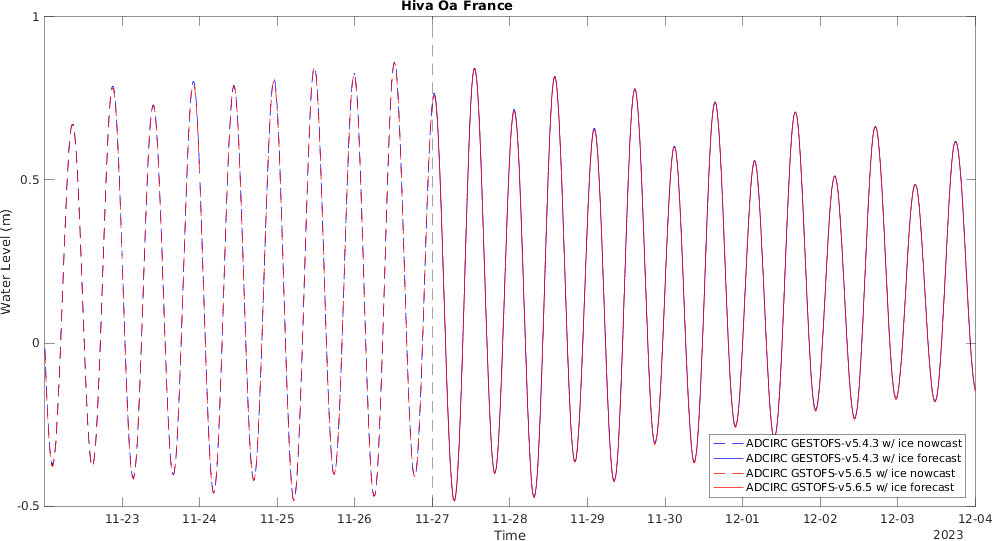 Hiva Oa France
1
0.5
0
-0.5
Water Level (m)
11-23 11-24 11-25 11-26 11-27 11-28 11-29 11-30 12-01 12-02 12-03 12-04
Time
2023
ADCIRC GESTOFS-v5.4.3 w/ ice nowcast
ADCIRC GESTOFS-v5.4.3 w/ ice forecast
ADCIRC GSTOFS-v5.6.5 w/ ice nowcast
ADCIRC GSTOFS-v5.6.5 w/ ice forecast